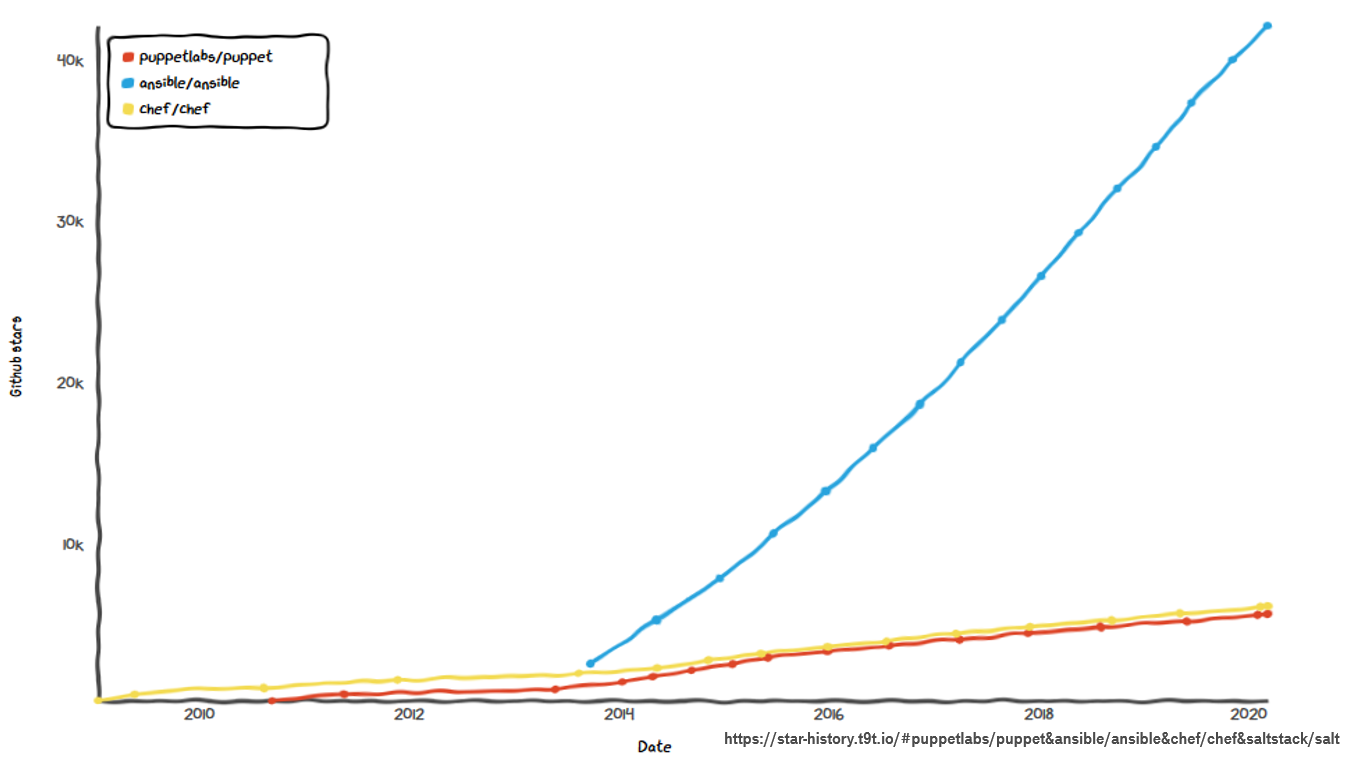 puppetlabs/puppet
ansible/ansible
chef/chef
40k
30k
20k
10k
Github stars
2010 2012 2014 2016 2018 2020
Date
https://star-history.t9t.io/#puppetlabs/puppet&ansible/ansible&chef/chef&saltstack/salt